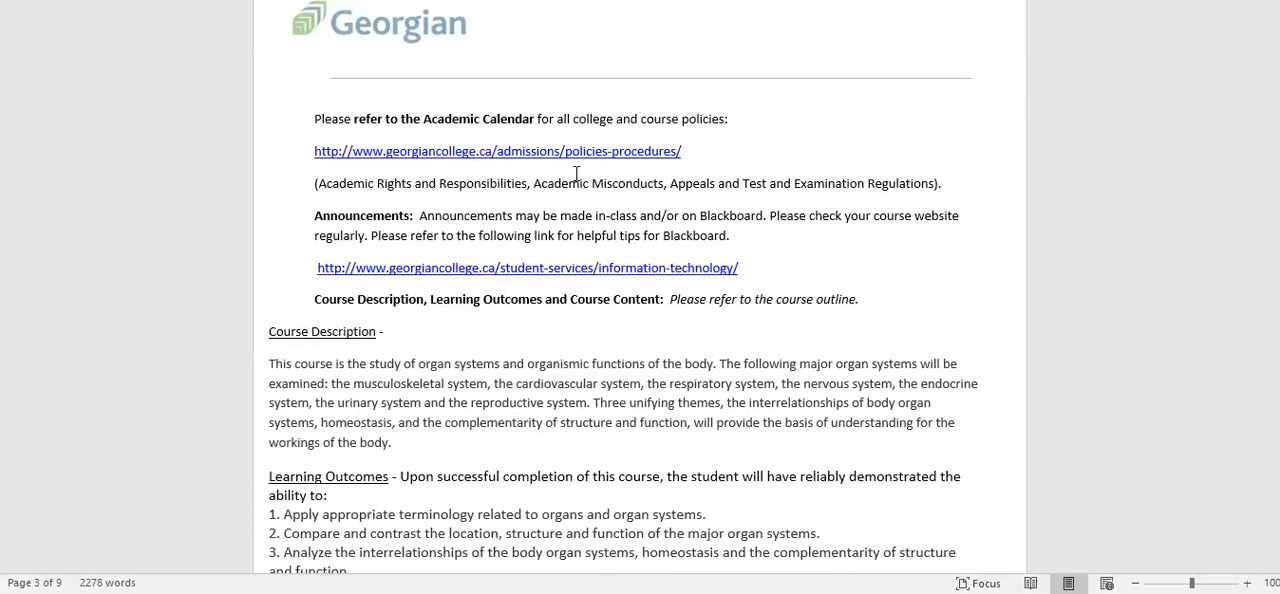 Georgian
Please refer to the Academic Calendar for all college and course policies:
http://www.georgiancollege.ca/admissions/policies-procedures/
(Academic Rights and Responsibilities, Academic Misconducts, Appeals and Test and Examination Regulations).
Announcements: Announcements may be made in-class and/or on Blackboard. Please check your course website
regularly. Please refer to the following link for helpful tips for Blackboard.
http://www.georgiancollege.ca/student-services/information-technology/
Course Description, Learning Outcomes and Course Content: Please refer to the course outline.
Course Description -
This course is the study of organ systems and organismic functions of the body. The following major organ systems will be
examined: the musculoskeletal system, the cardiovascular system, the respiratory system, the nervous system, the endocrine
system, the urinary system and the reproductive system. Three unifying themes, the interrelationships of body organ
systems, homeostasis, and the complementarity of structure and function, will provide the basis of understanding for the
workings of the body.
Learning Outcomes - Upon successful completion of this course, the student will have reliably demonstrated the
ability to:
1. Apply appropriate terminology related to organs and organ systems.
2. Compare and contrast the location, structure and function of the major organ systems.
3. Analyze the interrelationships of the body organ systems, homeostasis and the complementarity of structure
and function
Page 3 of 9 2278 words Focus 100